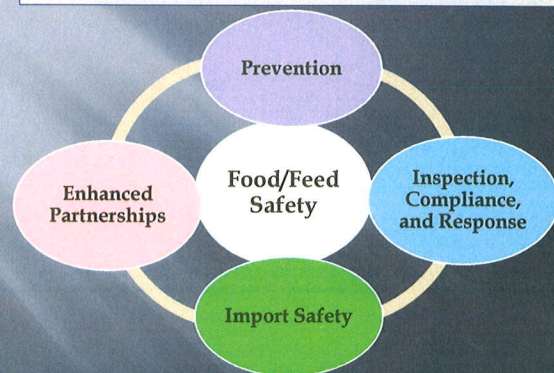 Prevention
Enhanced
Partnerships
Food/Feed
Safety
Inspection,
Compliance,
and Response
Import Safety